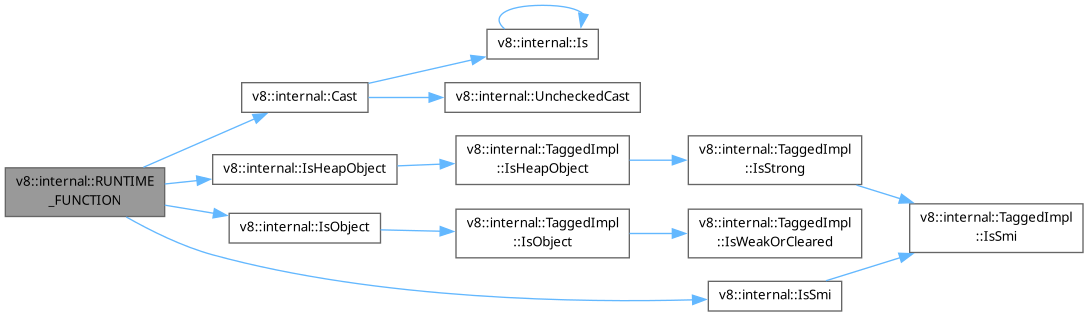 v8::internal::RUNTIME
_FUNCTION
v8::internal::Cast
v8::internal::Is
v8::internal::UncheckedCast
v8::internal::IsHeapObject
v8::internal::TaggedImpl
::IsHeapObject
v8::internal::TaggedImpl
::IsStrong
v8::internal::TaggedImpl
::IsSmi
v8::internal::IsObject
v8::internal::TaggedImpl
::IsObject
v8::internal::TaggedImpl
::IsWeakOrCleared
v8::internal::IsSmi